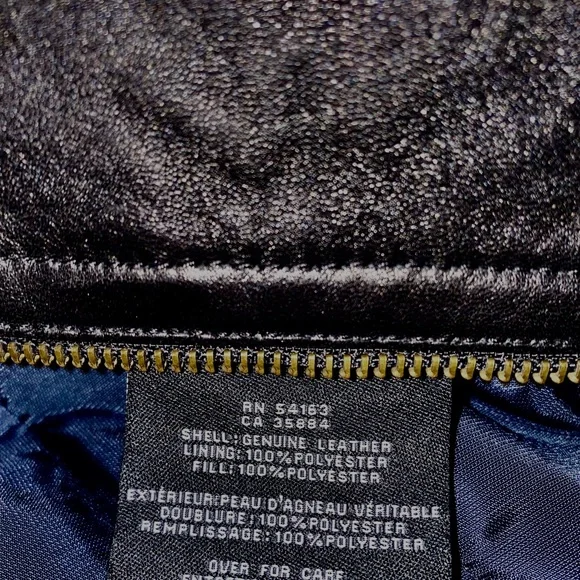 RN 54163
CA 35884
SHELL:GENUINE LEATHER
LINING:100%POLYESTER
FILL:100%POLYESTER
EXTÉRIEUR:PEAU D'AGNEAU VÉRITABLE
DOUBLURE:100%POLYESTER
REMPLISSAGE:100%POLYESTER
OVER FOR CARE